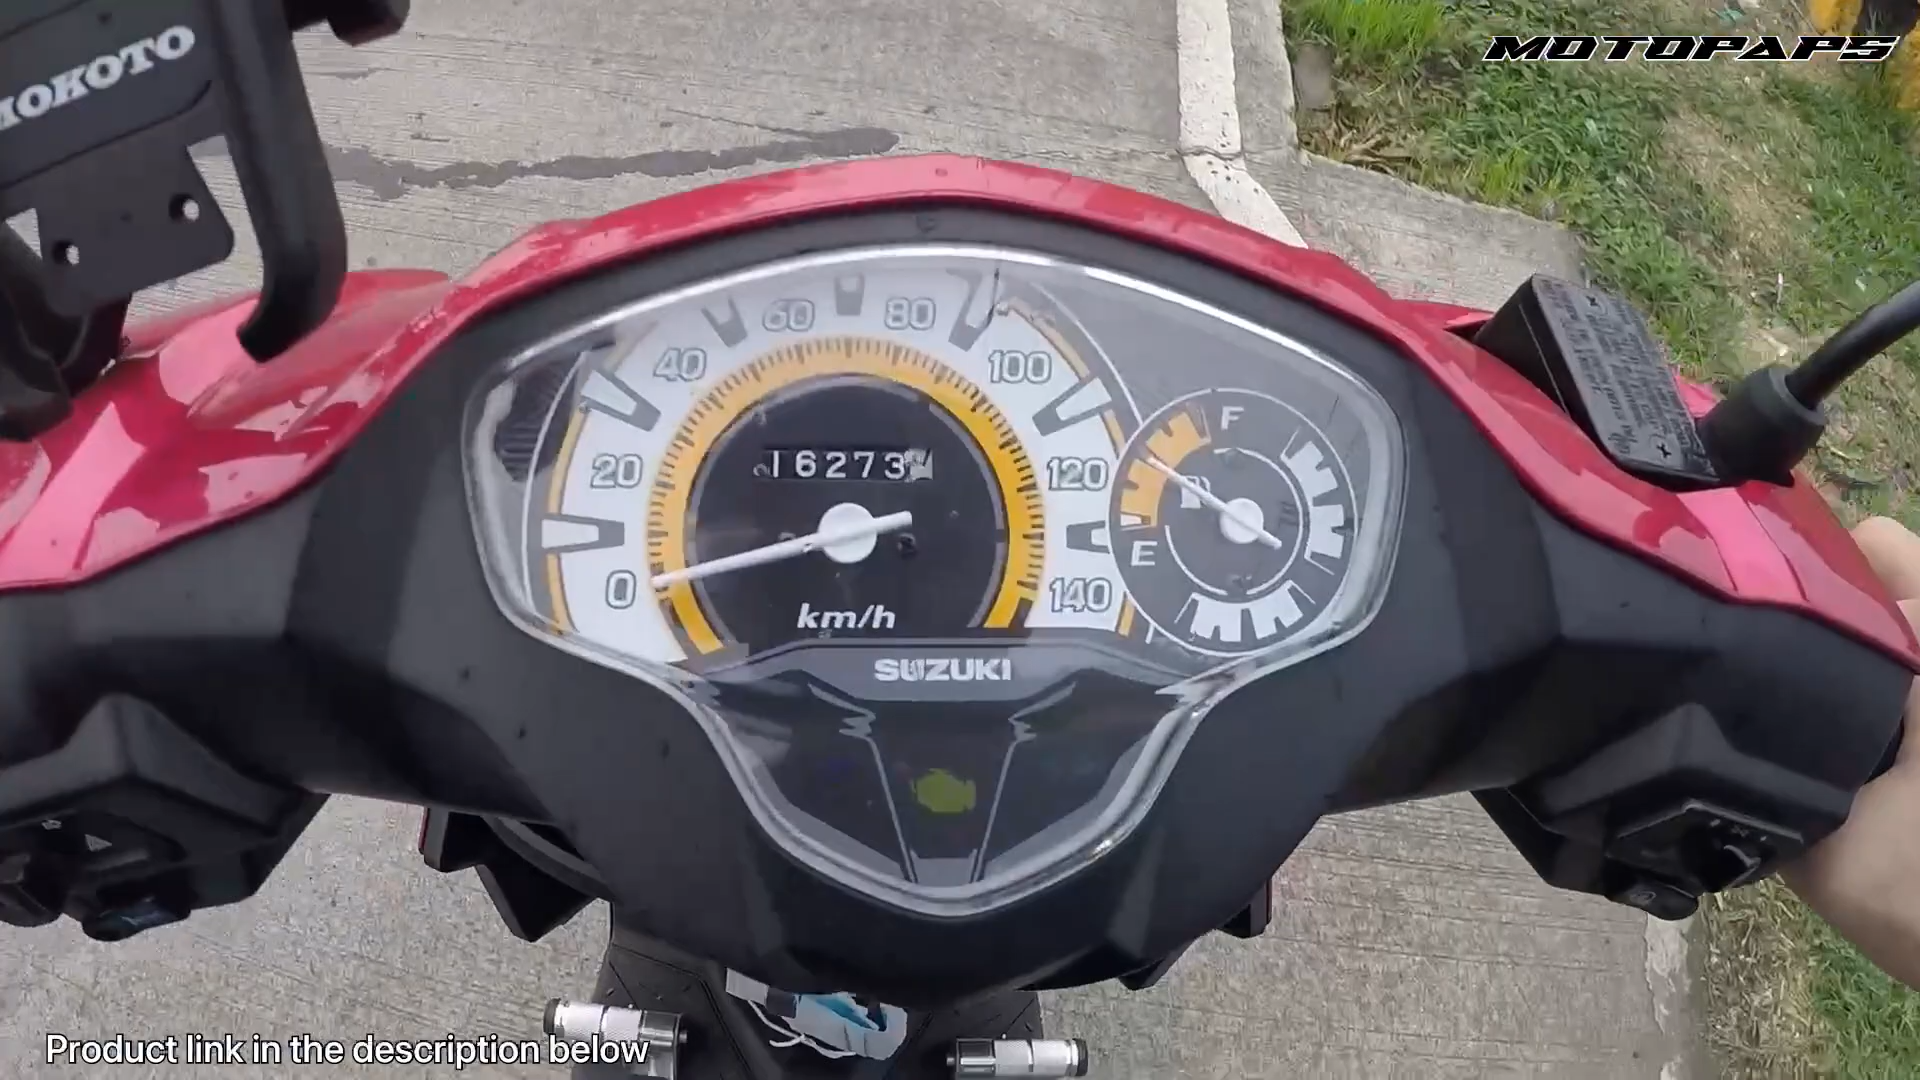 MOKOTO
MOTOPAPS
60 80
40 100
20 120
0 140
16273
F
E
km/h
SUZUKI
Product link in the description below